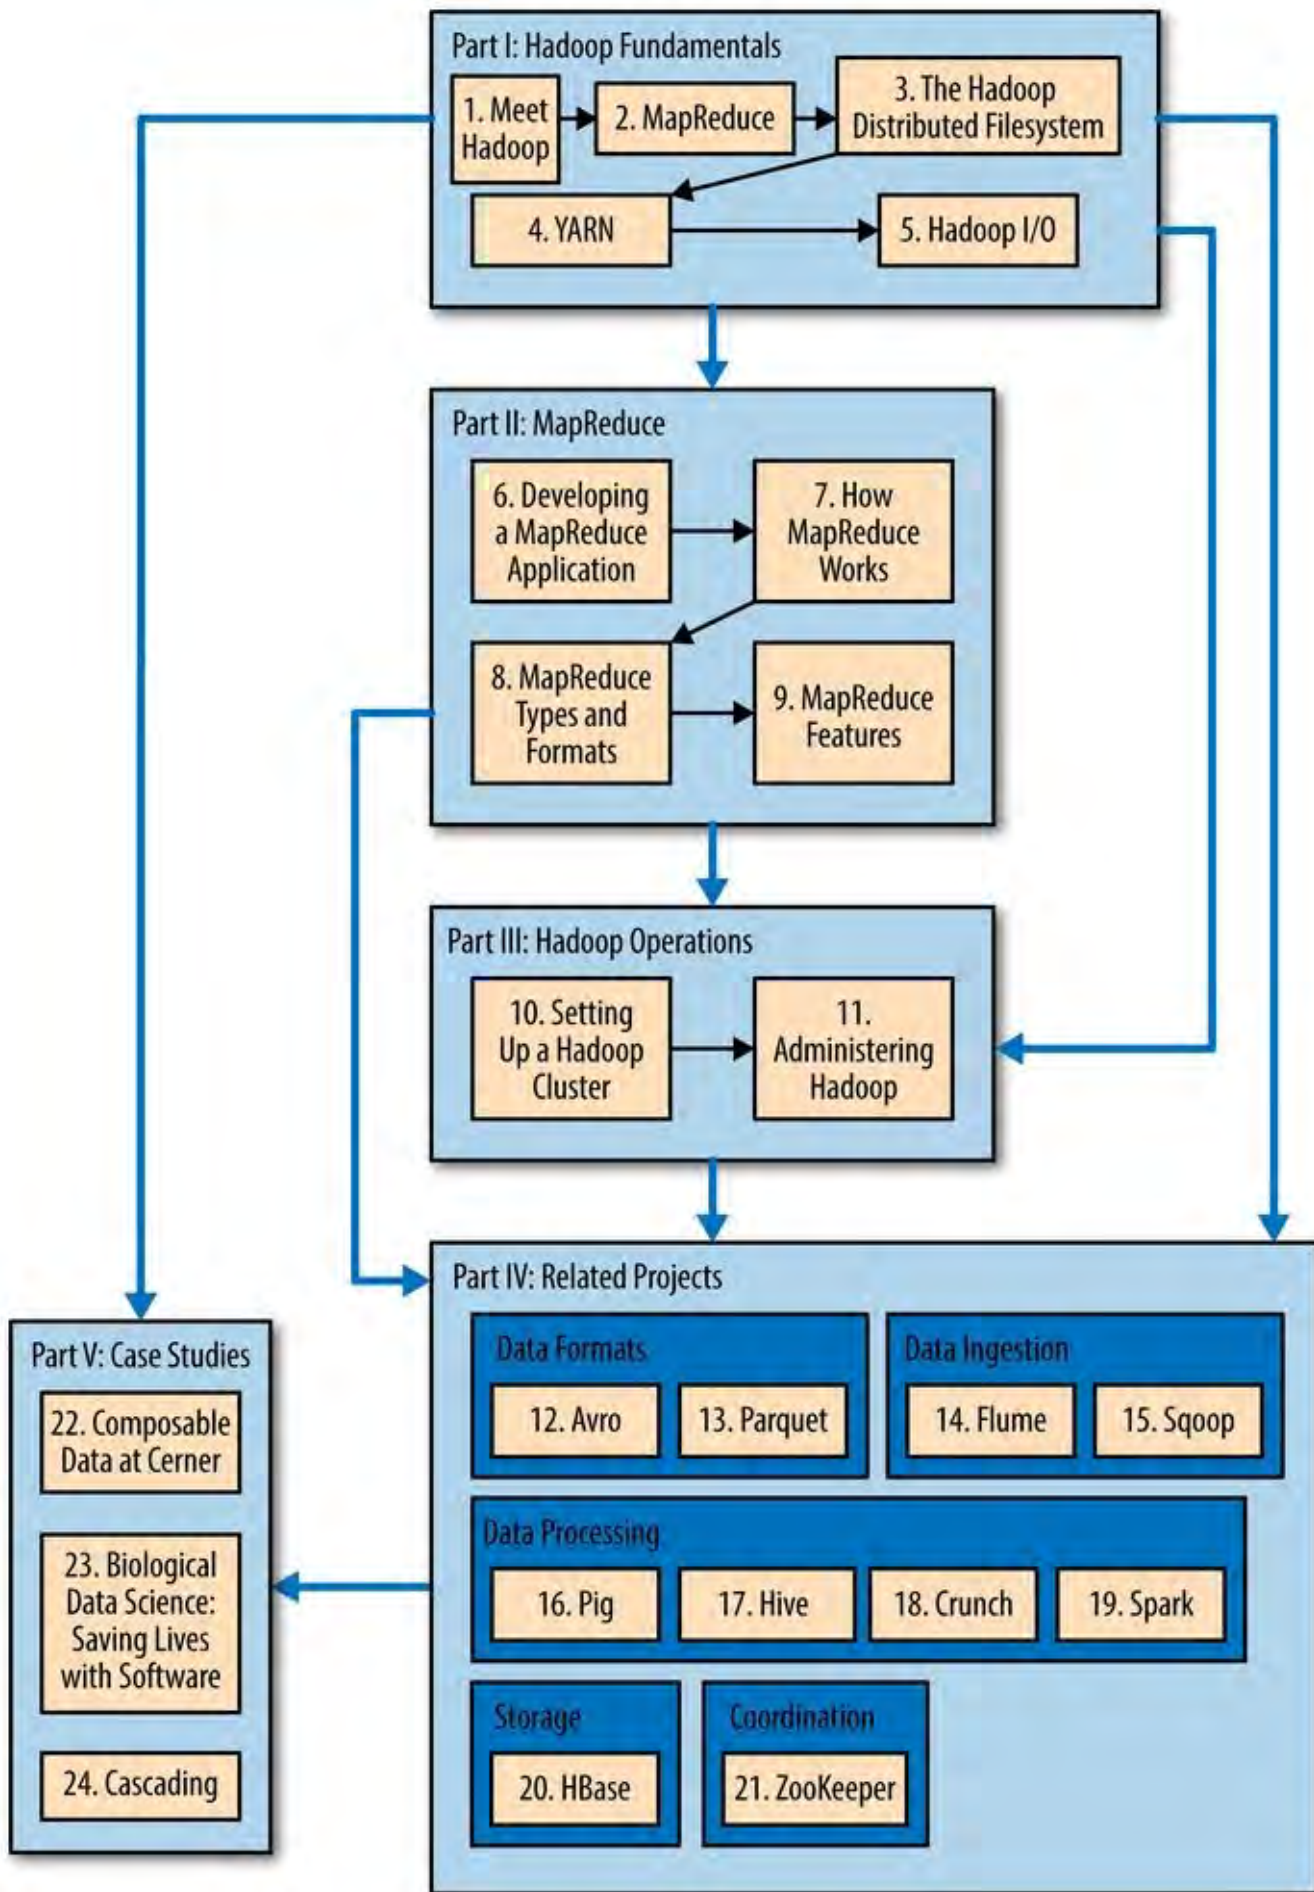 Part I: Hadoop Fundamentals
1. Meet
Hadoop
2. MapReduce
3. The Hadoop
Distributed Filesystem
4. YARN
5. Hadoop I/O
Part II: MapReduce
6. Developing
a MapReduce
Application
7. How
MapReduce
Works
8. MapReduce
Types and
Formats
9. MapReduce
Features
Part III: Hadoop Operations
10. Setting
Up a Hadoop
Cluster
11.
Administering
Hadoop
Part IV: Related Projects
Data Formats
12. Avro
13. Parquet
Data Ingestion
14. Flume
15. Sqoop
Data Processing
16. Pig
17. Hive
18. Crunch
19. Spark
Storage
20. HBase
Coordination
21. ZooKeeper
Part V: Case Studies
22. Composable
Data at Cerner
23. Biological
Data Science:
Saving Lives
with Software
24. Cascading